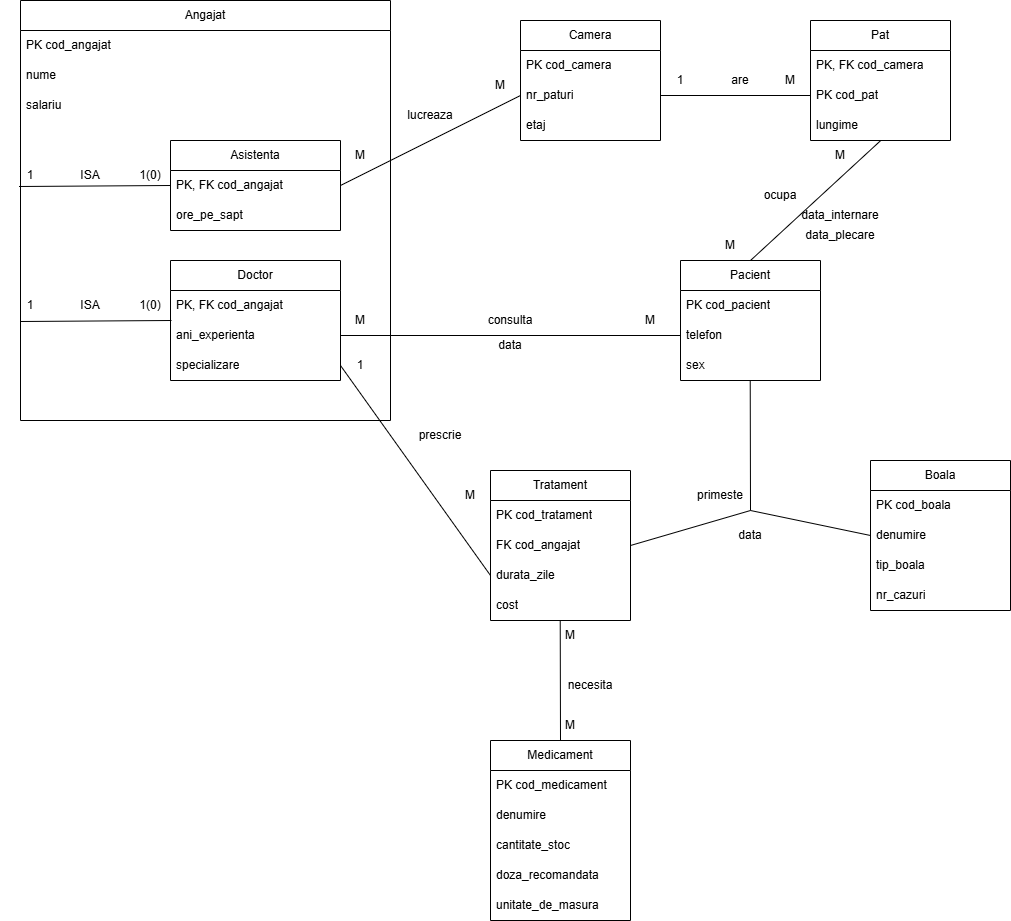 Angajat
PK cod_angajat
nume
salariu
Asistenta
PK, FK cod_angajat
ore_pe_sapt
1 ISA 1(0)
Doctor
PK, FK cod_angajat
ani_experienta
specializare
1 ISA 1(0)
M
lucreaza
M
Camera
PK cod_camera
nr_paturi
etaj
1 are M
Pat
PK, FK cod_camera
PK cod_pat
lungime
M
ocupa
data_internare
data_plecare
M
Pacient
PK cod_pacient
telefon
sex
M consulta M
data
1
prescrie
M
Tratament
PK cod_tratament
FK cod_angajat
durata_zile
cost
primeste
data
Boala
PK cod_boala
denumire
tip_boala
nr_cazuri
M
necesita
M
Medicament
PK cod_medicament
denumire
cantitate_stoc
doza_recomandata
unitate_de_masura